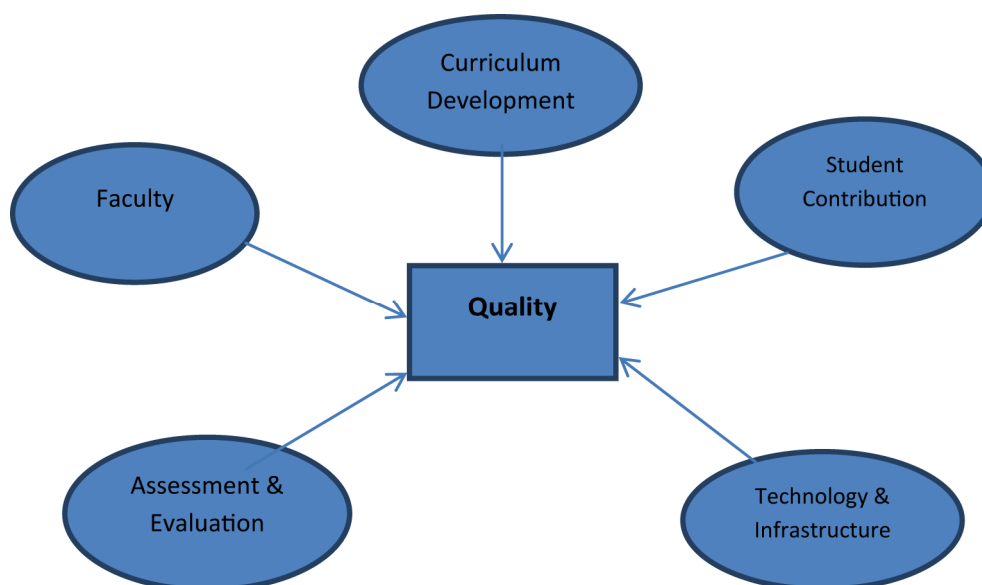 Curriculum
Development
Faculty
Student
Contribution
Quality
Assessment &
Evaluation
Technology &
Infrastructure